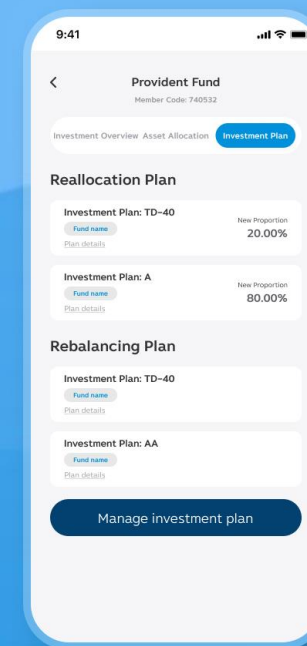 9:41
Provident Fund
Member Code: 740532
Investment Overview Asset Allocation Investment Plan
Reallocation Plan
Investment Plan: TD-40
Fund name
Plan details
New Proportion
20.00%
Investment Plan: A
Fund name
Plan details
New Proportion
80.00%
Rebalancing Plan
Investment Plan: TD-40
Fund name
Plan details
Investment Plan: AA
Fund name
Plan details
Manage investment plan